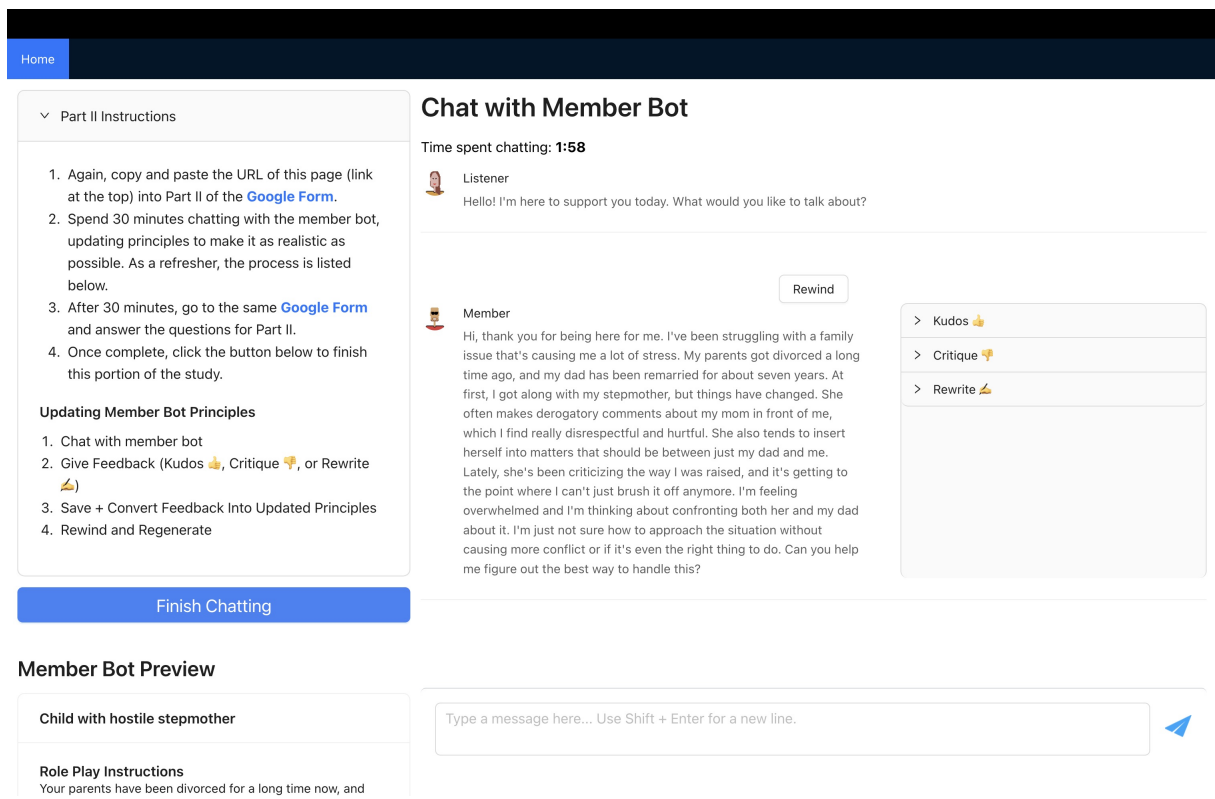 Home
Part II Instructions
1. Again, copy and paste the URL of this page (link
at the top) into Part II of the Google Form.
2. Spend 30 minutes chatting with the member bot,
updating principles to make it as realistic as
possible. As a refresher, the process is listed
below.
3. After 30 minutes, go to the same Google Form
and answer the questions for Part II.
4. Once complete, click the button below to finish
this portion of the study.
Updating Member Bot Principles
1. Chat with member bot
2. Give Feedback (Kudos 👍, Critique 👎, or Rewrite
✍️)
3. Save + Convert Feedback Into Updated Principles
4. Rewind and Regenerate
Finish Chatting
Member Bot Preview
Child with hostile stepmother
Role Play Instructions
Your parents have been divorced for a long time now, and
Chat with Member Bot
Time spent chatting: 1:58
Listener
Hello! I'm here to support you today. What would you like to talk about?
Rewind
Member
Hi, thank you for being here for me. I've been struggling with a family
issue that's causing me a lot of stress. My parents got divorced a long
time ago, and my dad has been remarried for about seven years. At
first, I got along with my stepmother, but things have changed. She
often makes derogatory comments about my mom in front of me,
which I find really disrespectful and hurtful. She also tends to insert
herself into matters that should be between just my dad and me.
Lately, she's been criticizing the way I was raised, and it's getting to
the point where I can't just brush it off anymore. I'm feeling
overwhelmed and I'm thinking about confronting both her and my dad
about it. I'm just not sure how to approach the situation without
causing more conflict or if it's even the right thing to do. Can you help
me figure out the best way to handle this?
Kudos 👍
Critique 👎
Rewrite ✍️
Type a message here... Use Shift + Enter for a new line.